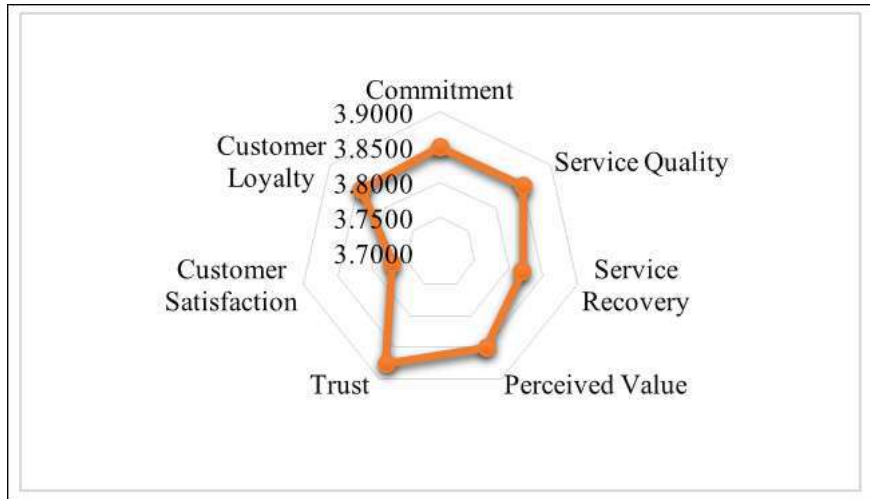 Commitment
3.9000
3.8500
3.8000
3.7500
3.7000
Service Quality
Service
Recovery
Perceived Value
Trust
Customer
Satisfaction
Customer
Loyalty